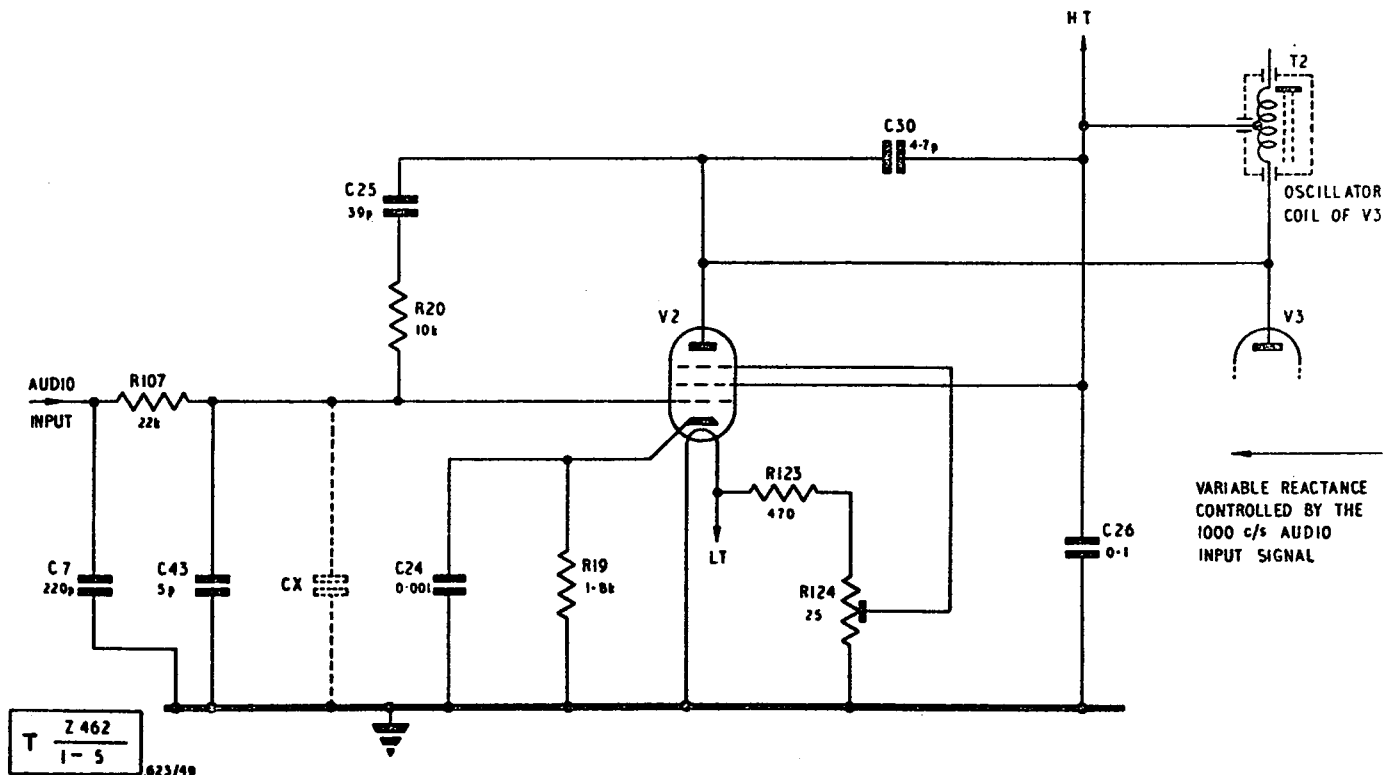 HT
T2
C30
4·7p
C25
39p
OSCILLATOR
COIL OF V3
R20
10k
V2
V3
AUDIO
INPUT
R107
22k
R123
470
LT
VARIABLE REACTANCE
CONTROLLED BY THE
1000 c/s AUDIO
INPUT SIGNAL
C26
0·1
C7
220p
C43
5p
CX
C24
0·001
R19
1·8k
R124
25
T Z 462
1-5
623/49